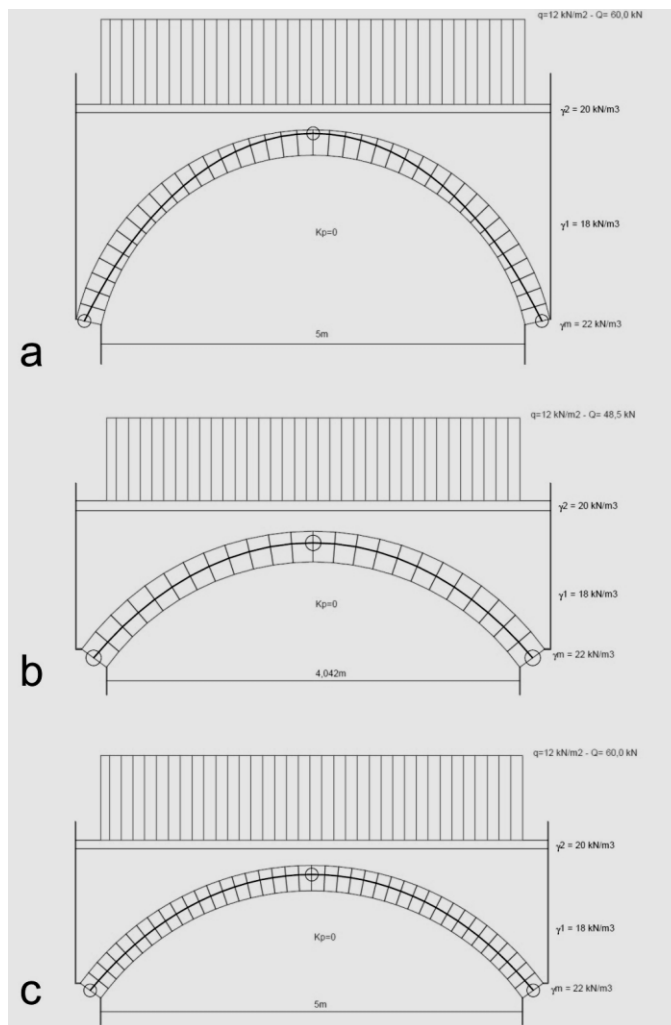 q=12 kN/m2 - Q= 60,0 kN
γ2 = 20 kN/m3
Kp=0
γ1 = 18 kN/m3
γm = 22 kN/m3
a
5m
q=12 kN/m2 - Q= 48,5 kN
γ2 = 20 kN/m3
γ1 = 18 kN/m3
Kp=0
γm = 22 kN/m3
b
4,042m
q=12 kN/m2 - Q= 60,0 kN
γ2 = 20 kN/m3
γ1 = 18 kN/m3
Kp=0
γm = 22 kN/m3
c
5m